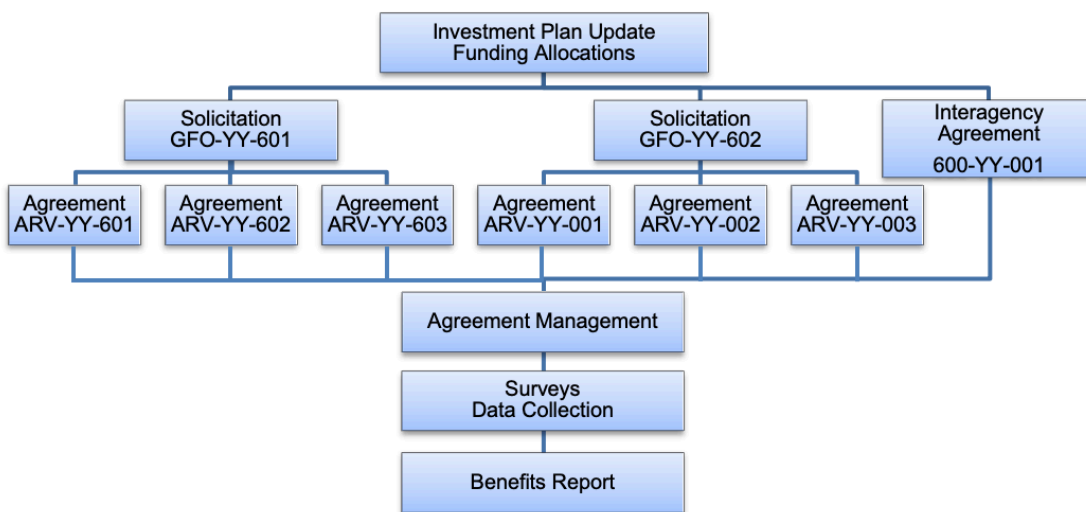 Investment Plan Update
Funding Allocations
Solicitation
GFO-YY-601
Solicitation
GFO-YY-602
Interagency
Agreement
600-YY-001
Agreement
ARV-YY-601
Agreement
ARV-YY-602
Agreement
ARV-YY-603
Agreement
ARV-YY-001
Agreement
ARV-YY-002
Agreement
ARV-YY-003
Agreement Management
Surveys
Data Collection
Benefits Report